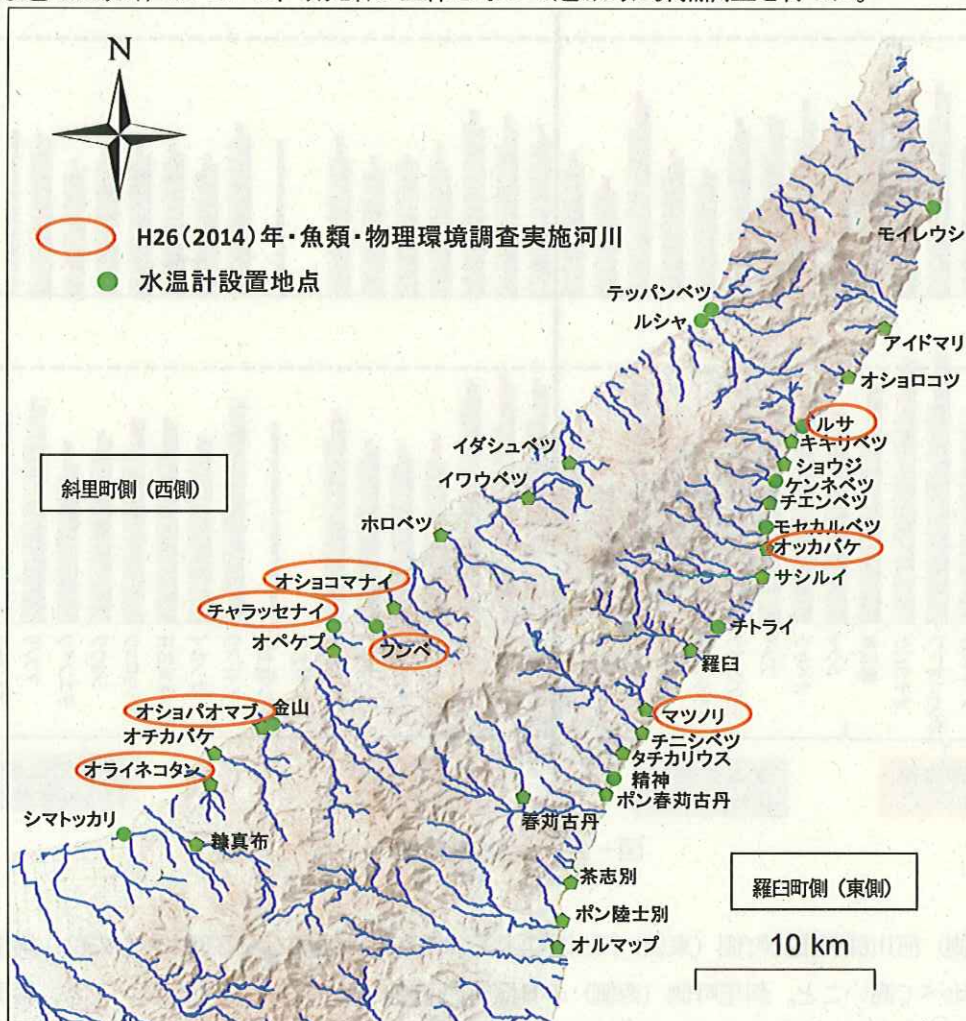 N
H26(2014)年・魚類・物理環境調査実施河川
水温計設置地点
モイレウシ
テッパンベツ
ルシャ
アイドマリ
オショロコツ
ルサ
キキリベツ
イダシュベツ
ショウジ
ケンネベツ
斜里町側 (西側)
イワウベツ
チエンベツ
モセカルベツ
ホロベツ
オッカバケ
サシルイ
オショコマナイ
チャラッセナイ
チトライ
オペケプ
ウンベ
羅臼
オショパオマブ
金山
マツノリ
オチカバケ
チニシベツ
タチカリウス
オライネコタン
精神
ポン春苅古丹
春苅古丹
シマトッカリ
糠真布
茶志別
羅臼町側 (東側)
ポン陸士別
オルマップ
10 km